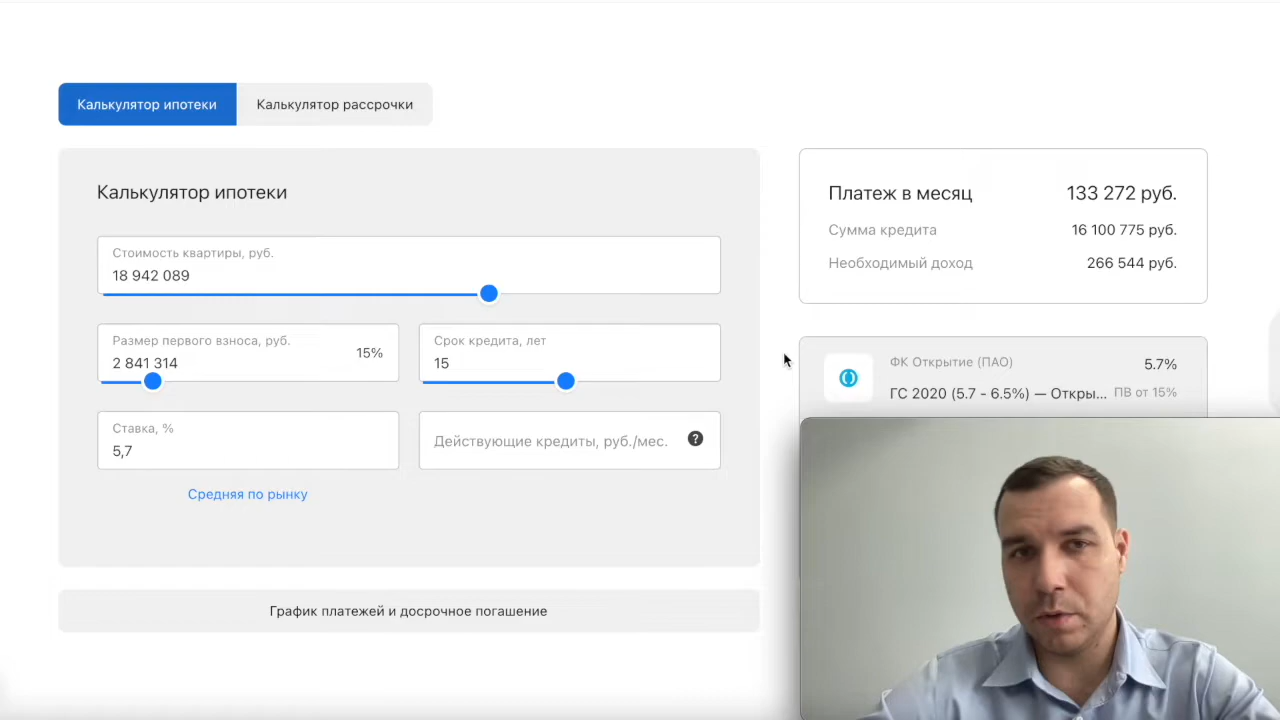 Калькулятор ипотеки
Калькулятор рассрочки
Калькулятор ипотеки
Стоимость квартиры, руб.
18 942 089
Размер первого взноса, руб.
2 841 314
15%
Срок кредита, лет
15
Ставка, %
5,7
Действующие кредиты, руб./мес.
?
Средняя по рынку
График платежей и досрочное погашение
Платеж в месяц 133 272 руб.
Сумма кредита 16 100 775 руб.
Необходимый доход 266 544 руб.
ФК Открытие (ПАО) 5.7%
ГС 2020 (5.7 - 6.5%) — Откры... ПВ от 15%